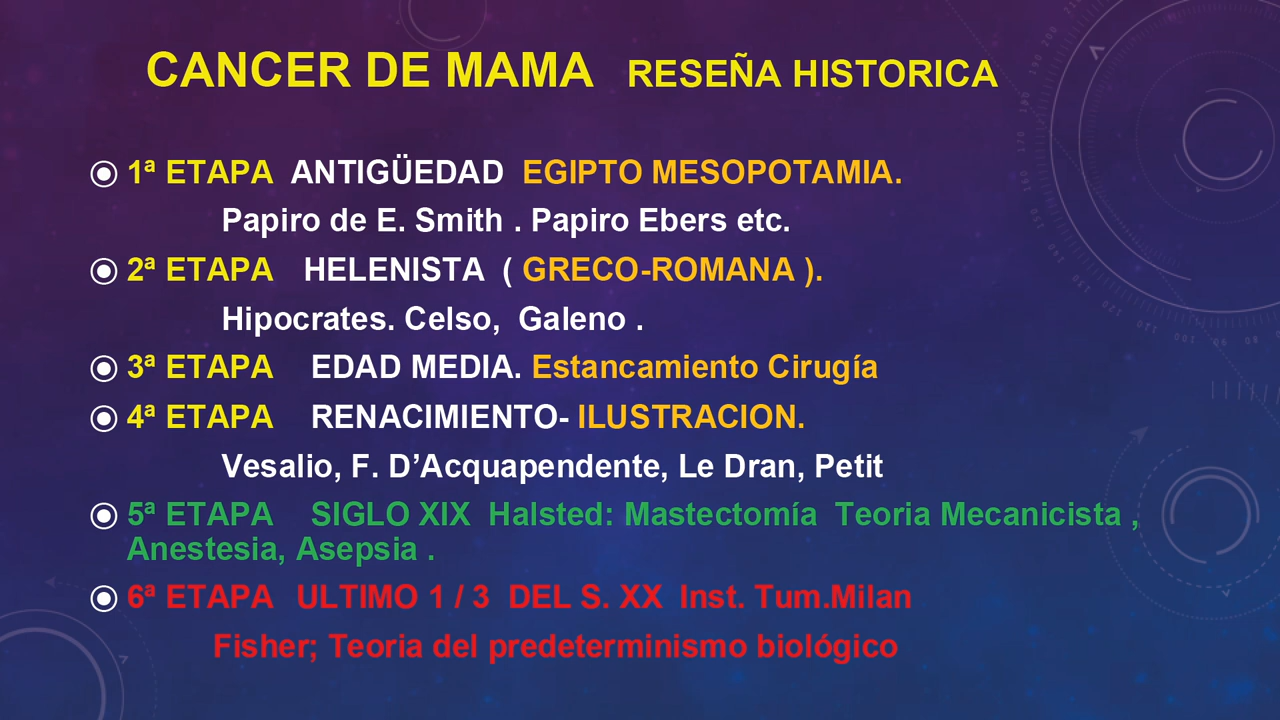 CANCER DE MAMA RESEÑA HISTORICA
1ª ETAPA ANTIGÜEDAD EGIPTO MESOPOTAMIA.
Papiro de E. Smith . Papiro Ebers etc.
2ª ETAPA HELENISTA ( GRECO-ROMANA ).
Hipocrates. Celso, Galeno .
3ª ETAPA EDAD MEDIA. Estancamiento Cirugía
4ª ETAPA RENACIMIENTO- ILUSTRACION.
Vesalio, F. D’Acquapendente, Le Dran, Petit
5ª ETAPA SIGLO XIX Halsted: Mastectomía Teoria Mecanicista ,
Anestesia, Asepsia .
6ª ETAPA ULTIMO 1 / 3 DEL S. XX Inst. Tum.Milan
Fisher; Teoria del predeterminismo biológico